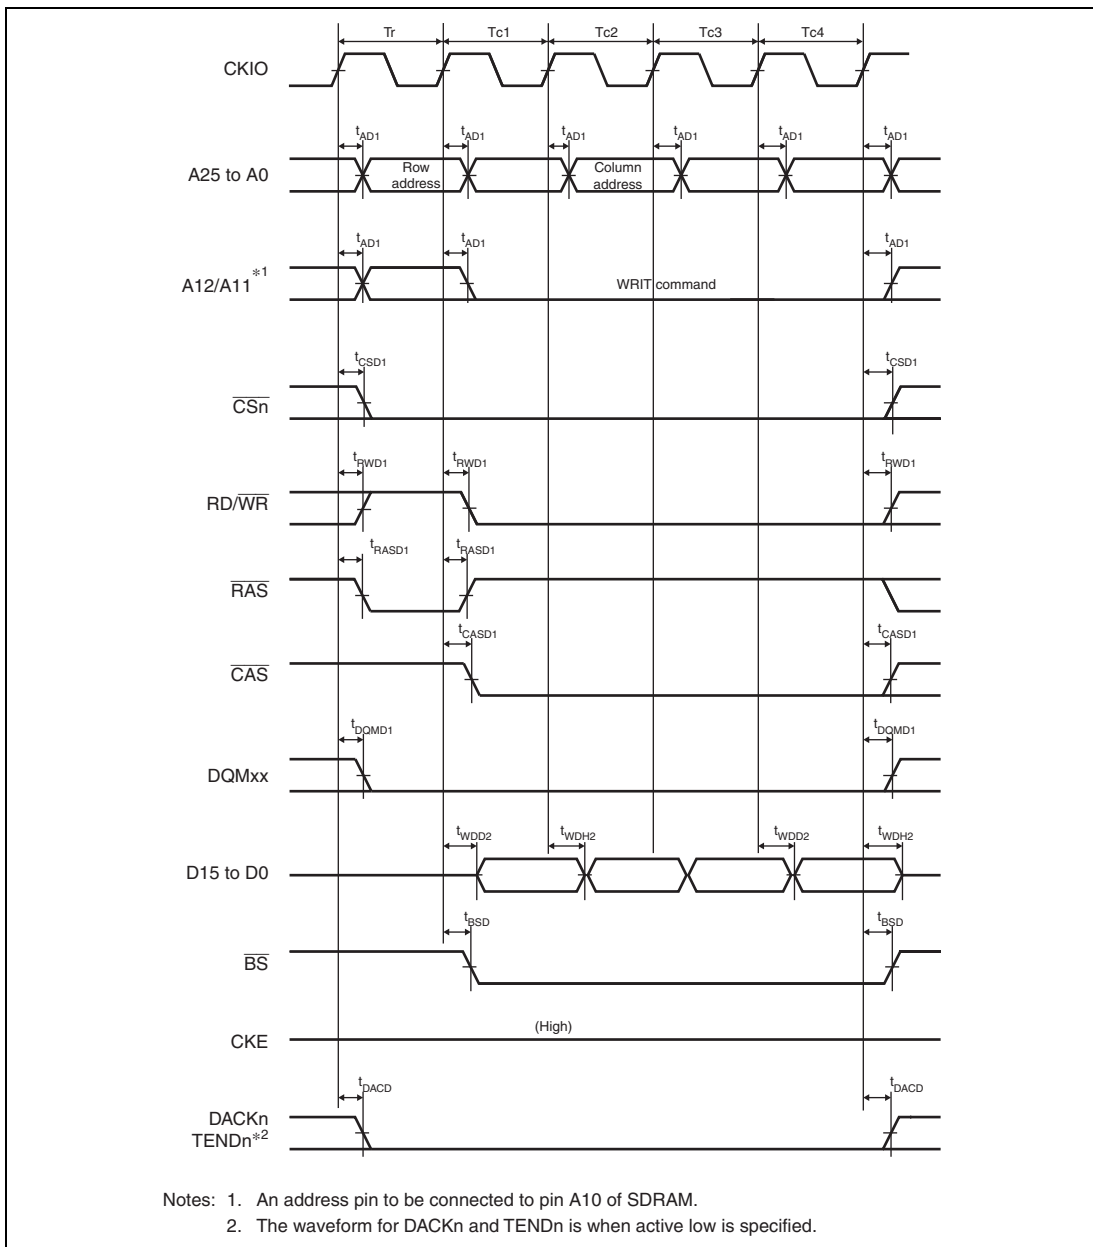 Tr Tc1 Tc2 Tc3 Tc4
CKIO
tAD1 tAD1 tAD1 tAD1 tAD1 tAD1
A25 to A0 Row address Column address
tAD1 tAD1 tAD1
A12/A11*1 WRIT command
tCSD1 tCSD1
CSn
tRWD1 tRWD1 tRWD1
RD/WR
tRASD1 tRASD1
RAS
tCASD1 tCASD1
CAS
tDQMD1 tDQMD1
DQMxx
tWDD2 tWDH2 tWDD2 tWDH2
D15 to D0
tBSD tBSD
BS
(High)
CKE
tDACD tDACD
DACKn
TENDn*2
Notes: 1. An address pin to be connected to pin A10 of SDRAM.
2. The waveform for DACKn and TENDn is when active low is specified.